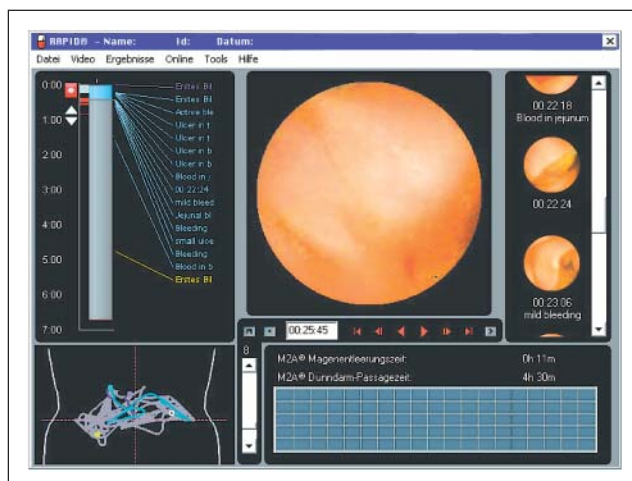 RAPID® - Name: Id: Datum:
Datei Video Ergebnisse Online Tools Hilfe
0:00
1:00
2:00
3:00
4:00
5:00
6:00
7:00
Erstes Bil
Erstes Bil
Active ble
Ulcer in t
Ulcer in t
Ulcer in b
Ulcer in b
Blood in j
00:22:24
mild bleed
Jejunal bl
Bleeding
small ulce
Bleeding
Blood in b
Erstes Bil
00:22:18
Blood in jejunum
00:22:24
00:23:06
mild bleeding
00:25:45
8
M2A® Magenentleerungszeit: 0h 11m
M2A® Dünndarm-Passagezeit: 4h 30m